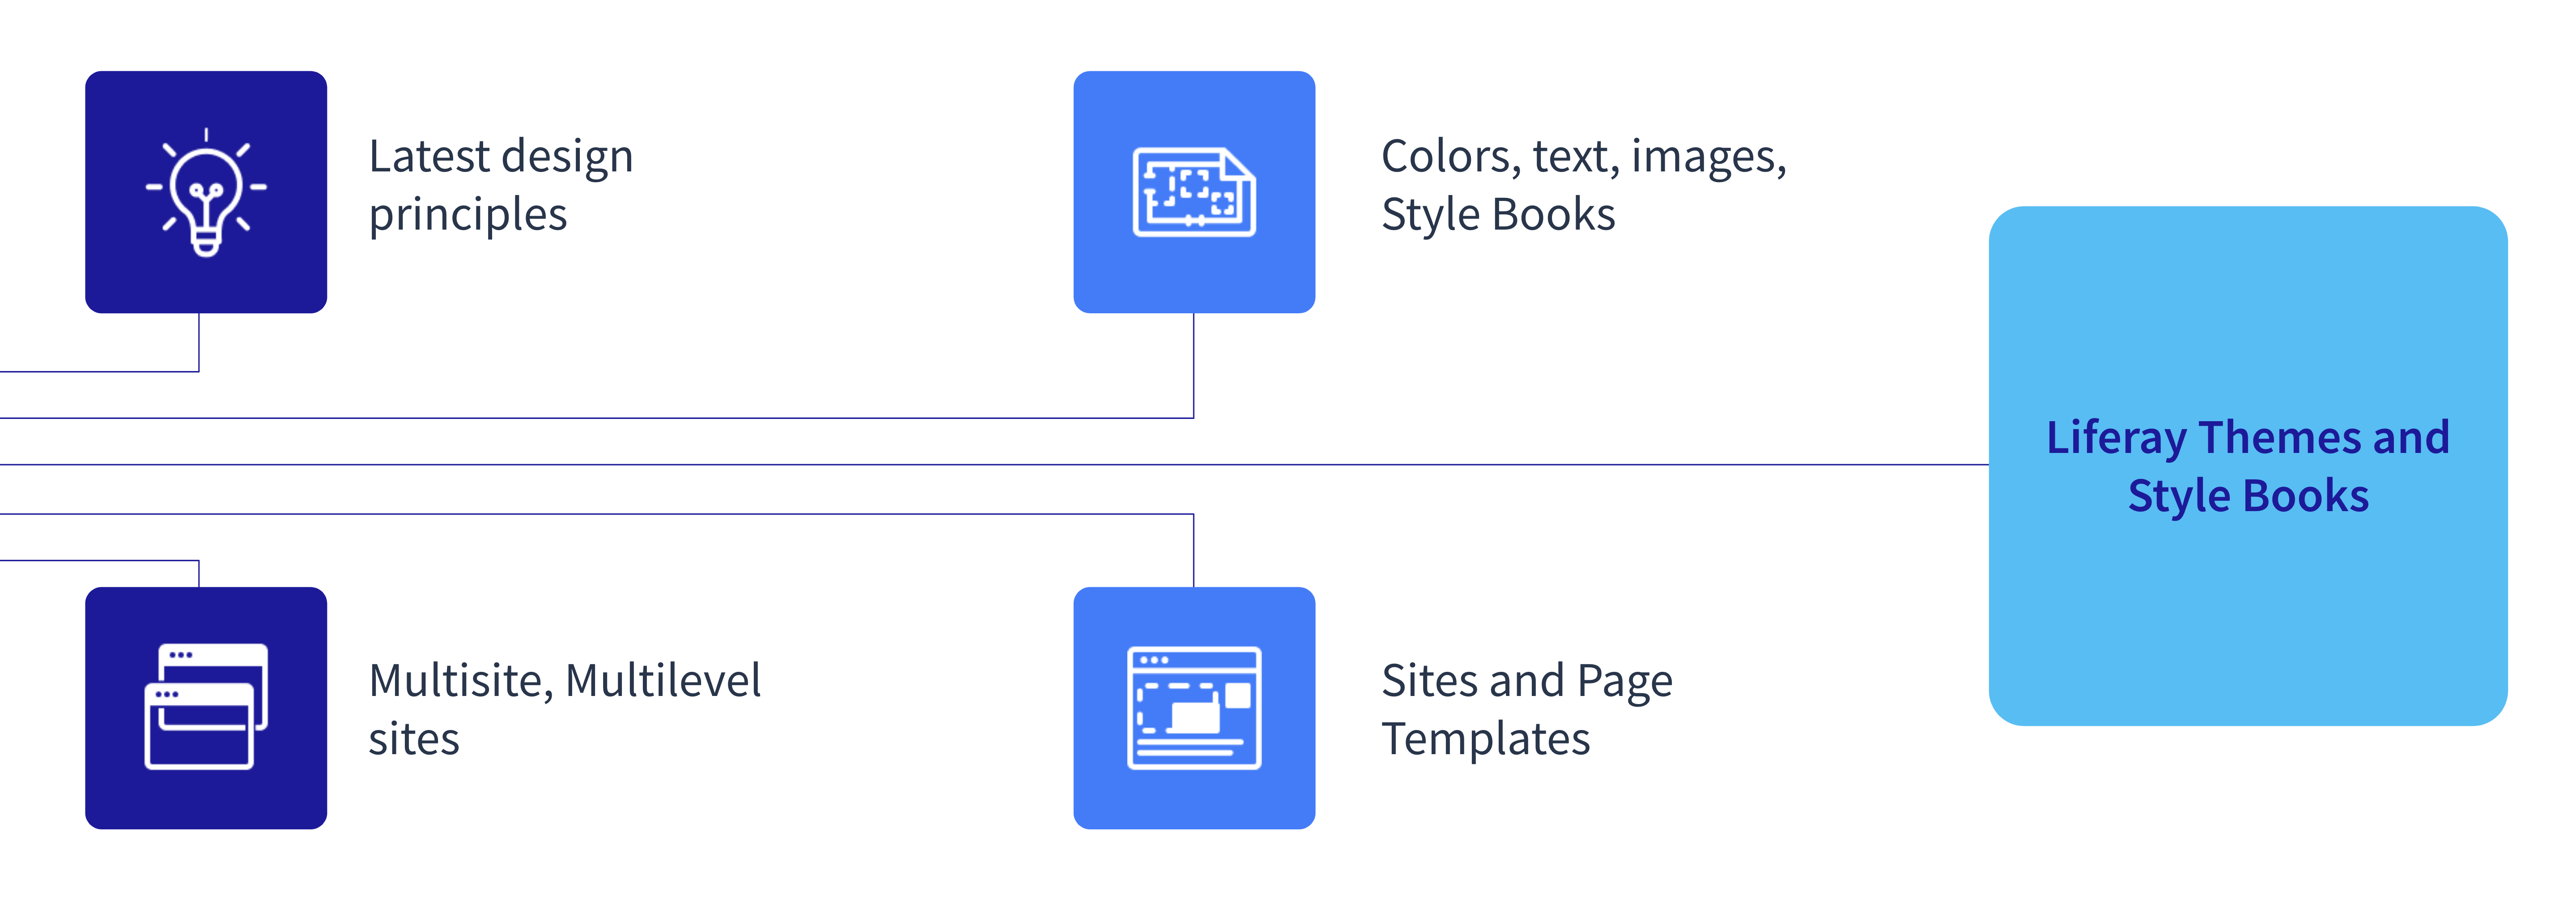 Latest design
principles
Colors, text, images,
Style Books
Liferay Themes and
Style Books
Multisite, Multilevel
sites
Sites and Page
Templates